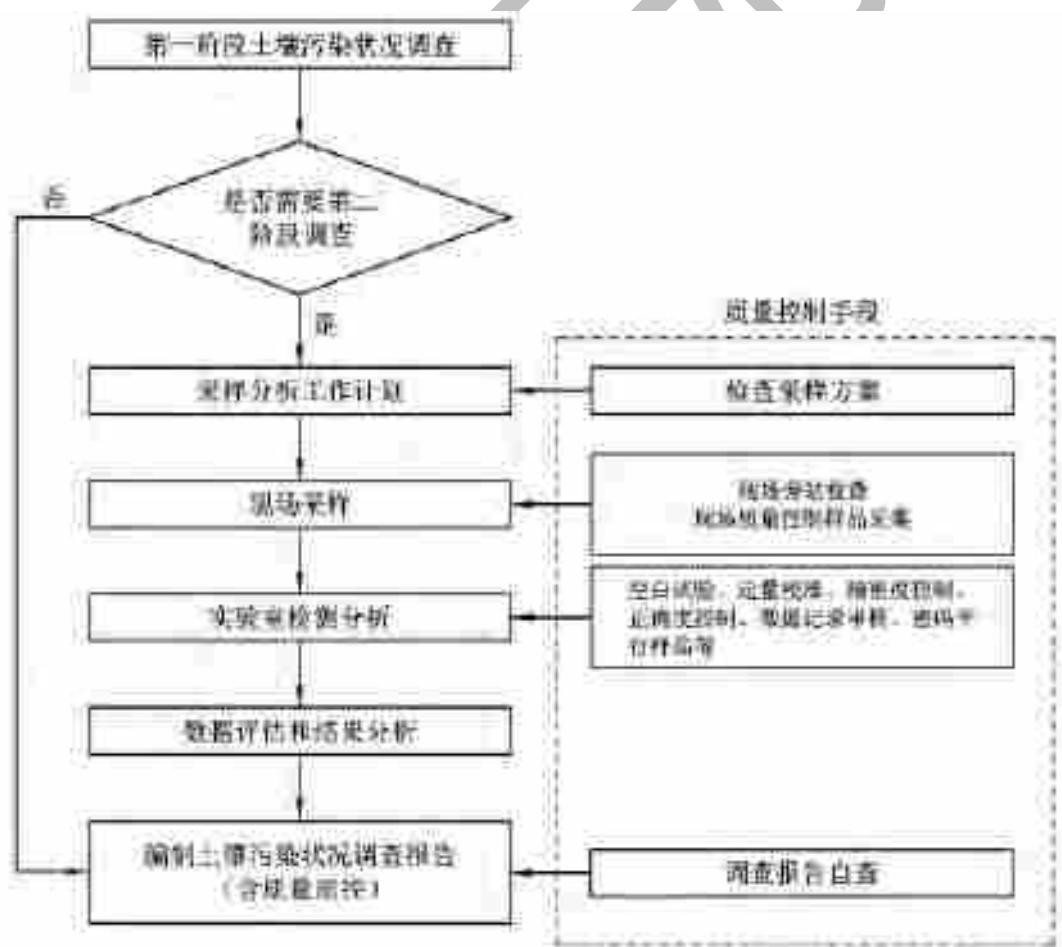 第一阶段土壤污染状况调查
否
是否需要第二
阶段调查
是
质量控制手段
采样分析工作计划
检查采样方案
现场采样
现场旁站检查
现场质量控制样品采集
实验室检测分析
空白试验、定量校准、精密度控制、
正确度控制、数据记录审核、密码平
行样品等
数据评估和结果分析
编制土壤污染状况调查报告
（含质量质控）
调查报告自查